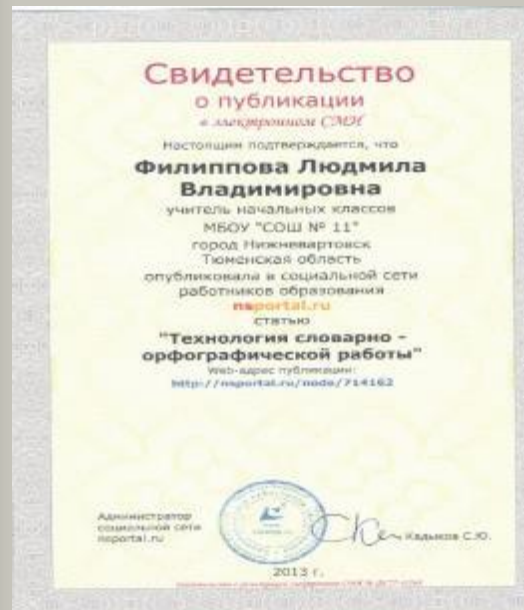 Свидетельство
о публикации
в электронном СМИ
Настоящим подтверждается, что
Филиппова Людмила
Владимировна
учитель начальных классов
МБОУ "СОШ № 11"
город Нижневартовск
Тюменская область
опубликовала в социальной сети
работников образования
nsportal.ru
статью
"Технология словарно -
орфографической работы"
Web-адрес публикации:
http://nsportal.ru/node/714162
Администратор
социальной сети
nsportal.ru
Кадыков С.Ю.
2013 г.